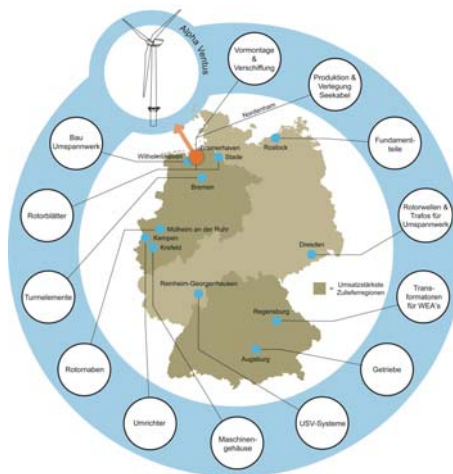 Alpha Ventus
Vormontage
&
Verschiffung
Produktion &
Verlegung
Seekabel
Nordenham
Bau
Umspannwerk
Wilhelmshaven
Bremerhaven
Stade
Rostock
Fundament-
teile
Bremen
Rotorblätter
Rotorwellen &
Trafos für
Umspannwerk
Mülheim an der Ruhr
Kempen
Krefeld
Dresden
Turmelemente
Reinheim-Georgenhausen
= Umsatzstärkste
Zulieferregionen
Trans-
formatoren
für WEA's
Regensburg
Augsburg
Rotornaben
Getriebe
Umrichter
Maschinen-
gehäuse
USV-Systeme